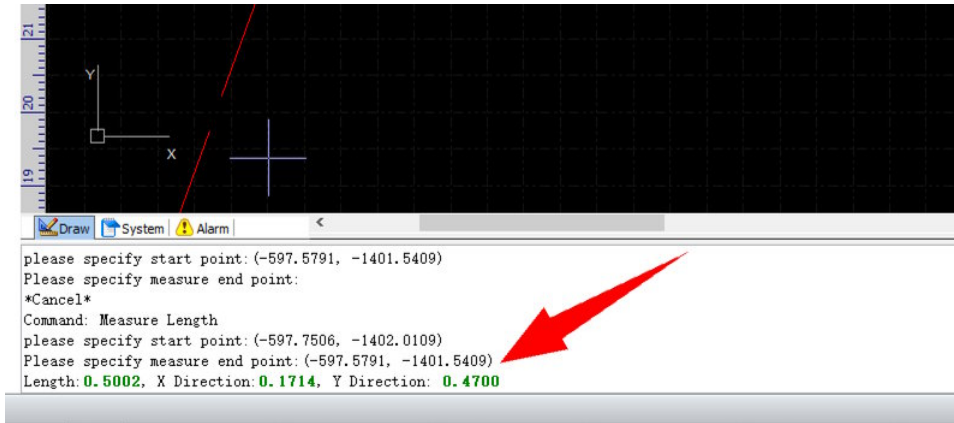 21
Y
20
X
19
Draw System Alarm <
please specify start point:(-597.5791, -1401.5409)
Please specify measure end point:
*Cancel*
Command: Measure Length
please specify start point:(-597.7506, -1402.0109)
Please specify measure end point:(-597.5791, -1401.5409)
Length:0.5002, X Direction:0.1714, Y Direction: 0.4700